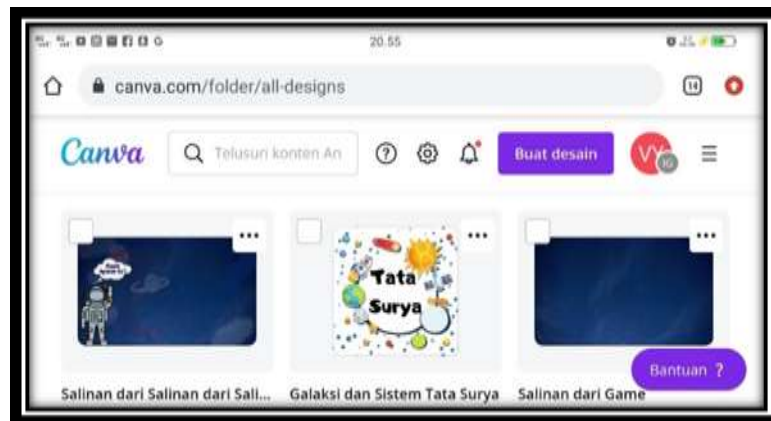 20.55
canva.com/folder/all-designs
14
Canva
Telusuri konten An
Buat desain
VY
IG
Tata
Surya
Bantuan ?
Salinan dari Salinan dari Sali...
Galaksi dan Sistem Tata Surya
Salinan dari Game